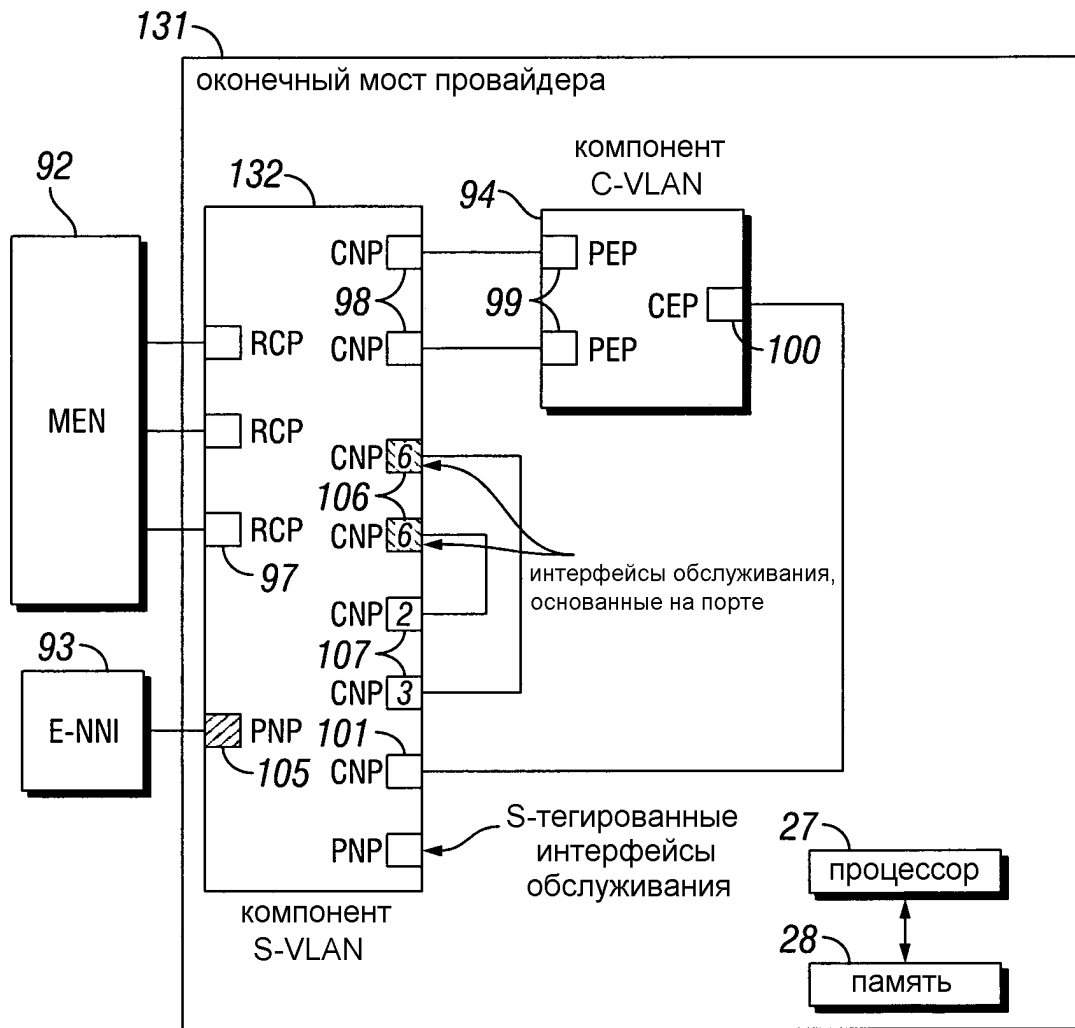 131
оконечный мост провайдера
компонент
C-VLAN
92
132
94
CNP
PEP
98
99
CEP
100
CNP
PEP
RCP
MEN
RCP
CNP 6
106
RCP
CNP 6
97
интерфейсы обслуживания,
основанные на порте
CNP 2
107
93
CNP 3
E-NNI
PNP
105
101
CNP
PNP
S-тегированные
интерфейсы
обслуживания
27
процессор
компонент
S-VLAN
28
память